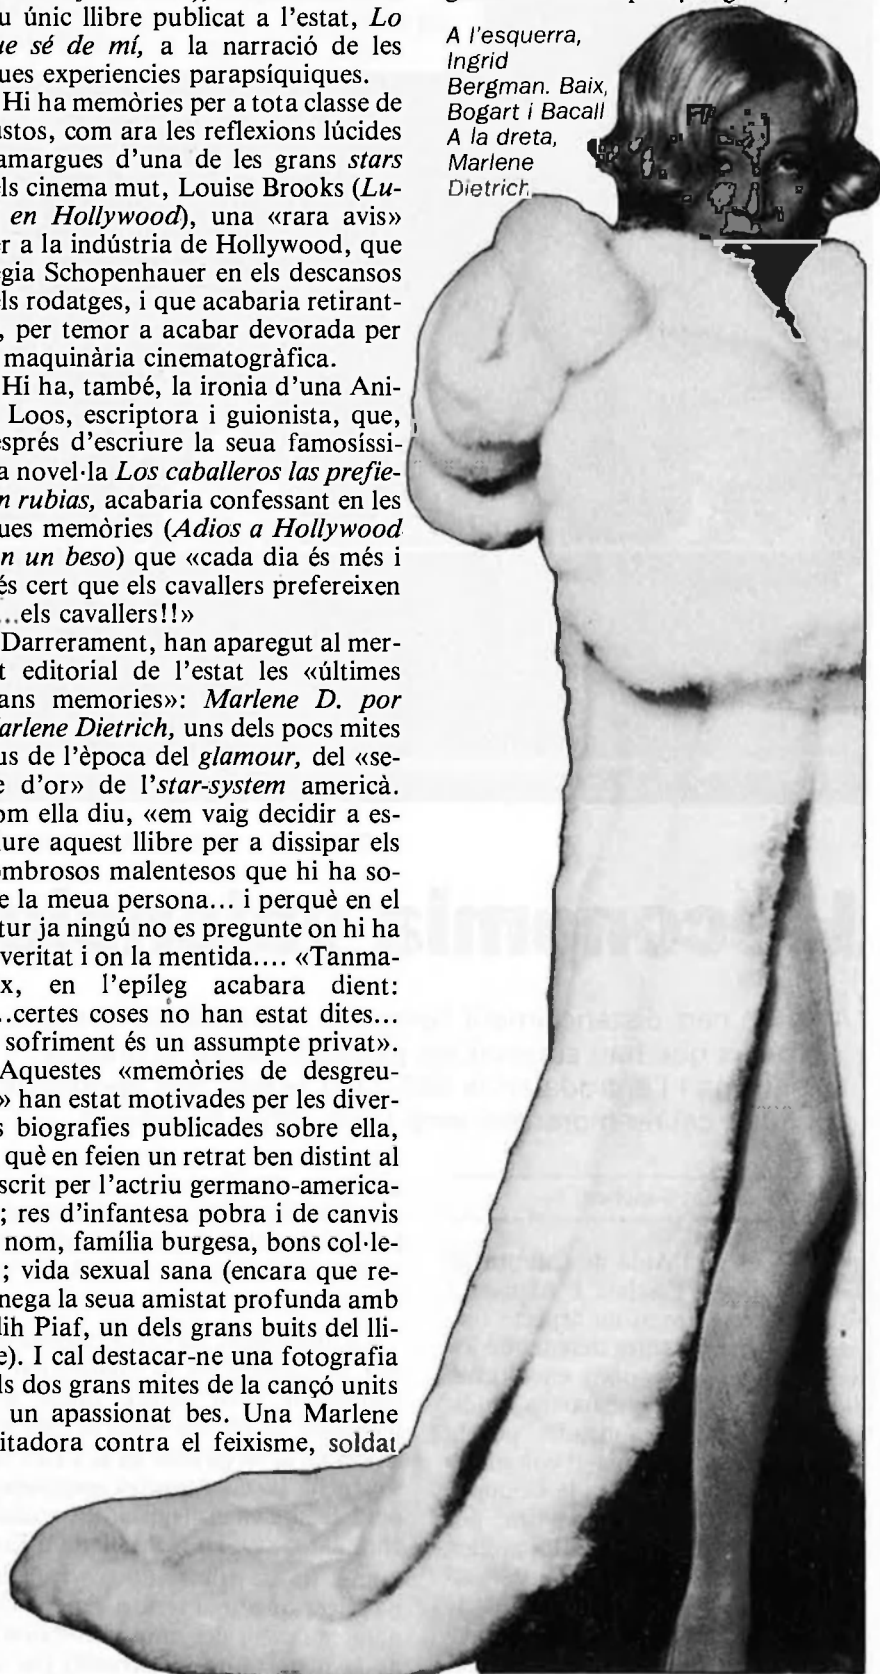 u únic llibre publicat a l'estat, Lo
ue sé de mí, a la narració de les
ues experiencies parapsíquiques.
Hi ha memòries per a tota classe de
ustos, com ara les reflexions lúcides
amargues d'una de les grans stars
els cinema mut, Louise Brooks (Lu-
en Hollywood), una «rara avis»
er a la indústria de Hollywood, que
egia Schopenhauer en els descansos
els rodatges, i que acabaria retirant-
, per temor a acabar devorada per
maquinària cinematogràfica.
Hi ha, també, la ironia d'una Ani-
Loos, escriptora i guionista, que,
esprés d'escriure la seua famosíssi-
a novel·la Los caballeros las prefie-
n rubias, acabaria confessant en les
ues memòries (Adios a Hollywood
n un beso) que «cada dia és més i
és cert que els cavallers prefereixen
...els cavallers!!»
Darrerament, han aparegut al mer-
t editorial de l'estat les «últimes
ans memories»: Marlene D. por
arlene Dietrich, uns dels pocs mites
us de l'època del glamour, del «se-
e d'or» de l'star-system americà.
om ella diu, «em vaig decidir a es-
iure aquest llibre per a dissipar els
ombrosos malentesos que hi ha so-
e la meua persona... i perquè en el
tur ja ningú no es pregunte on hi ha
veritat i on la mentida.... «Tanma-
x, en l'epíleg acabara dient:
..certes coses no han estat dites...
sofriment és un assumpte privat».
Aquestes «memòries de desgreu-
» han estat motivades per les diver-
s biografies publicades sobre ella,
què en feien un retrat ben distint al
scrit per l'actriu germano-america-
; res d'infantesa pobra i de canvis
nom, família burgesa, bons col·le-
; vida sexual sana (encara que re-
nega la seua amistat profunda amb
lih Piaf, un dels grans buits del lli-
e). I cal destacar-ne una fotografia
ls dos grans mites de la cançó units
un apassionat bes. Una Marlene
itadora contra el feixisme, soldat
A l'esquerra,
Ingrid
Bergman. Baix,
Bogart i Bacall
A la dreta,
Marlene
Dietrich